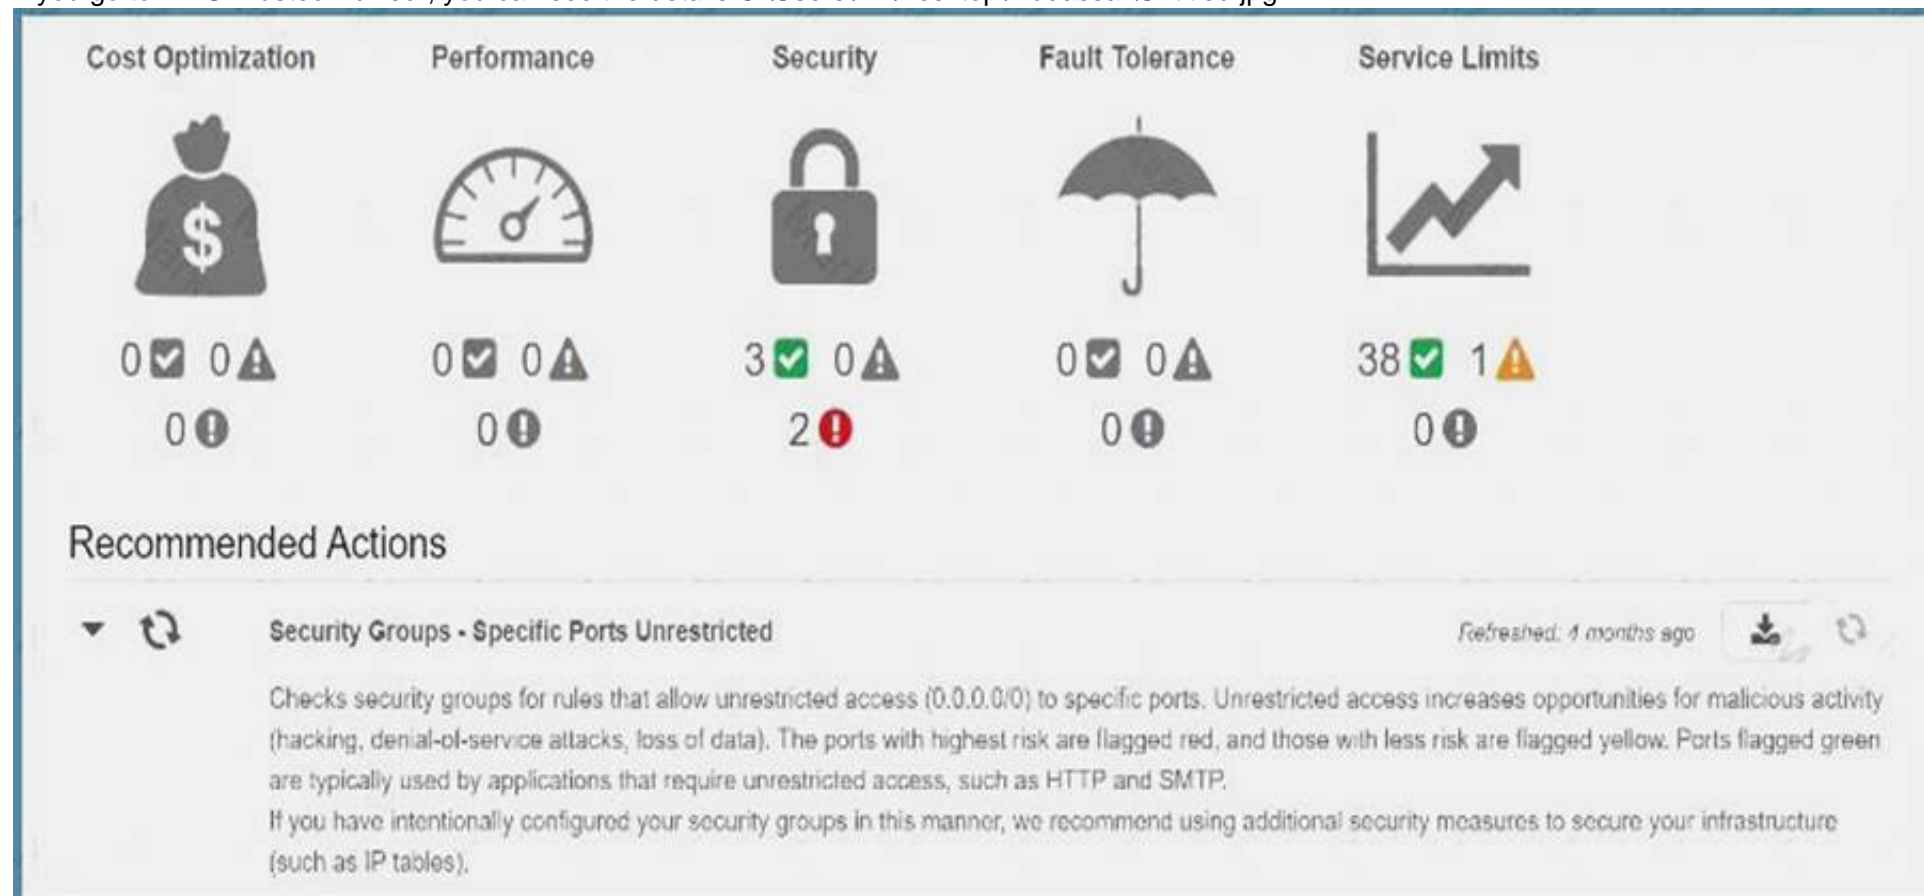 Cost Optimization Performance Security Fault Tolerance Service Limits
$
0 0 0 0 3 0 0 0 38 1
0 0 2 0 0
Recommended Actions
Security Groups - Specific Ports Unrestricted Refreshed: 4 months ago
Checks security groups for rules that allow unrestricted access (0.0.0.0/0) to specific ports. Unrestricted access increases opportunities for malicious activity
(hacking, denial-of-service attacks, loss of data). The ports with highest risk are flagged red, and those with less risk are flagged yellow. Ports flagged green
are typically used by applications that require unrestricted access, such as HTTP and SMTP.
If you have intentionally configured your security groups in this manner, we recommend using additional security measures to secure your infrastructure
(such as IP tables).